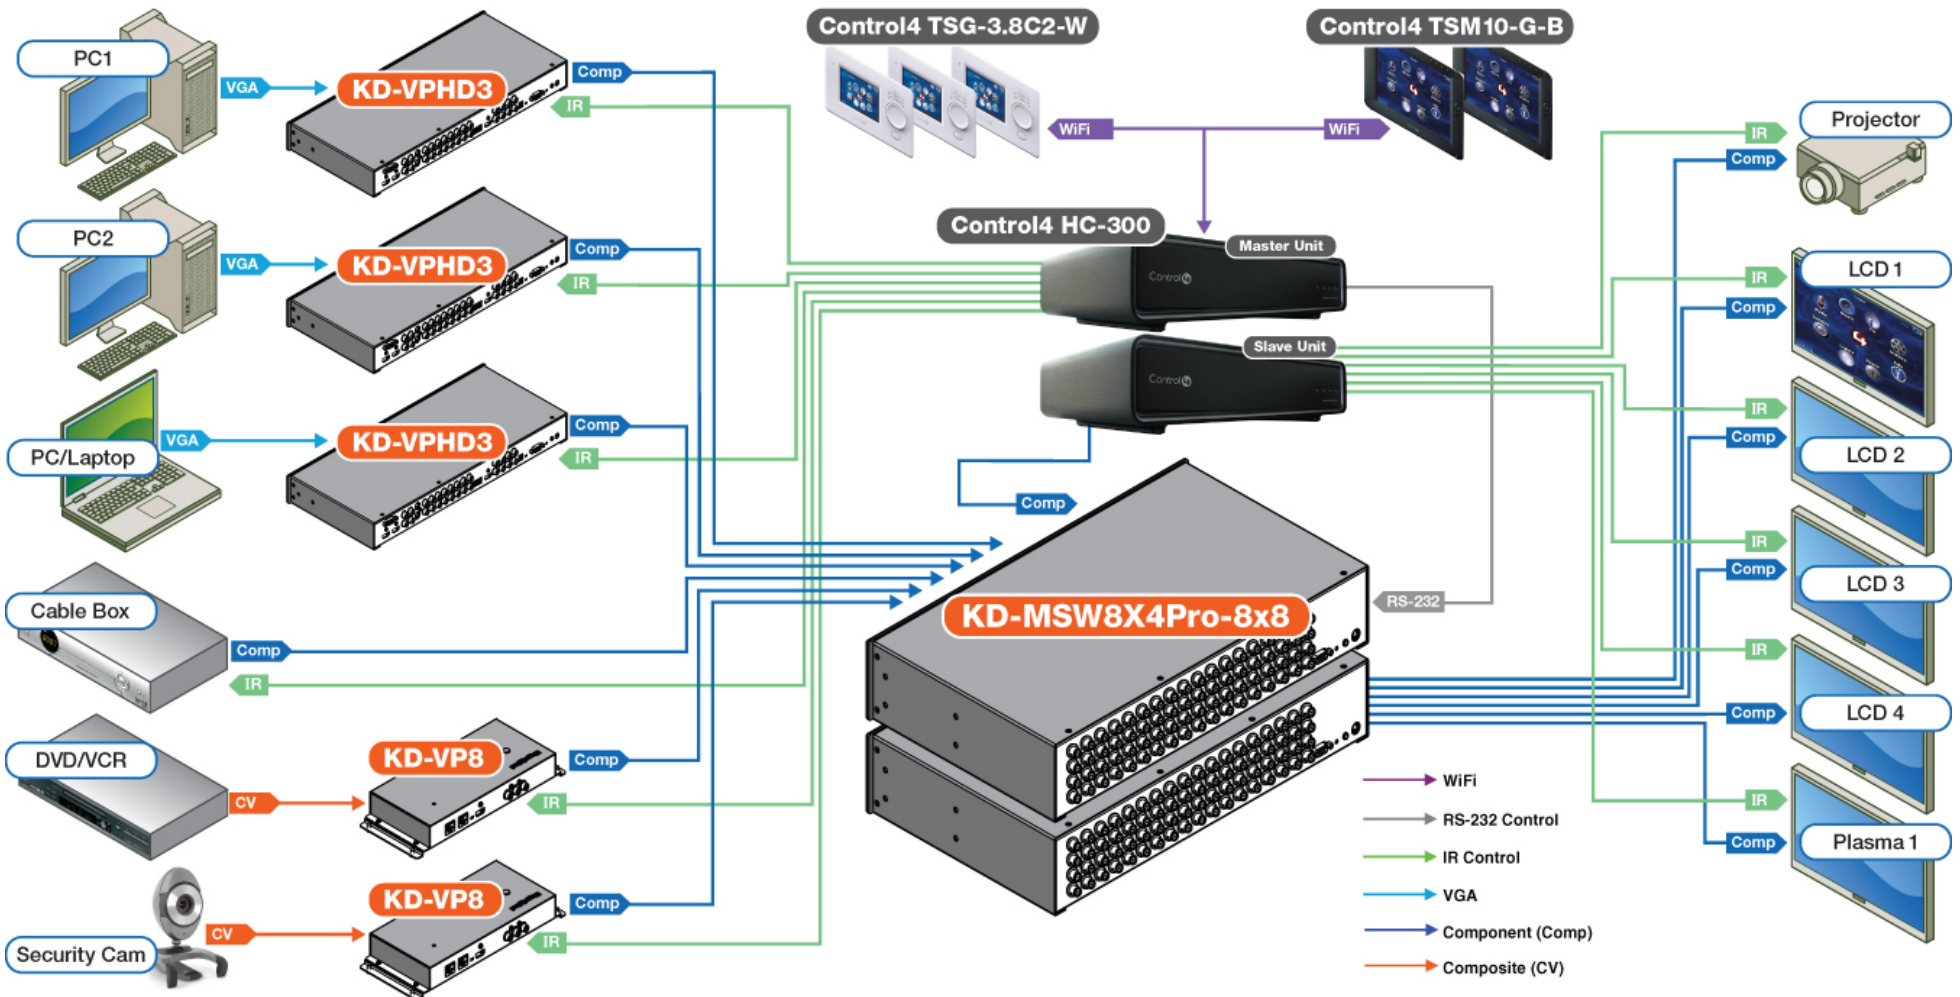 Control4 TSG-3.8C2-W
Control4 TSM10-G-B
PC1
VGA
KD-VPHD3
Comp
IR
WiFi
WiFi
IR
Projector
Comp
PC2
VGA
KD-VPHD3
Comp
IR
Control4 HC-300
Master Unit
Control4
Slave Unit
Control4
IR
LCD 1
Comp
PC/Laptop
VGA
KD-VPHD3
Comp
IR
Comp
IR
Comp
LCD 2
IR
Comp
LCD 3
Cable Box
Comp
IR
KD-MSW8X4Pro-8x8
RS-232
IR
Comp
LCD 4
DVD/VCR
CV
KD-VP8
Comp
IR
IR
Comp
Plasma 1
Security Cam
CV
KD-VP8
Comp
IR
WiFi
RS-232 Control
IR Control
VGA
Component (Comp)
Composite (CV)